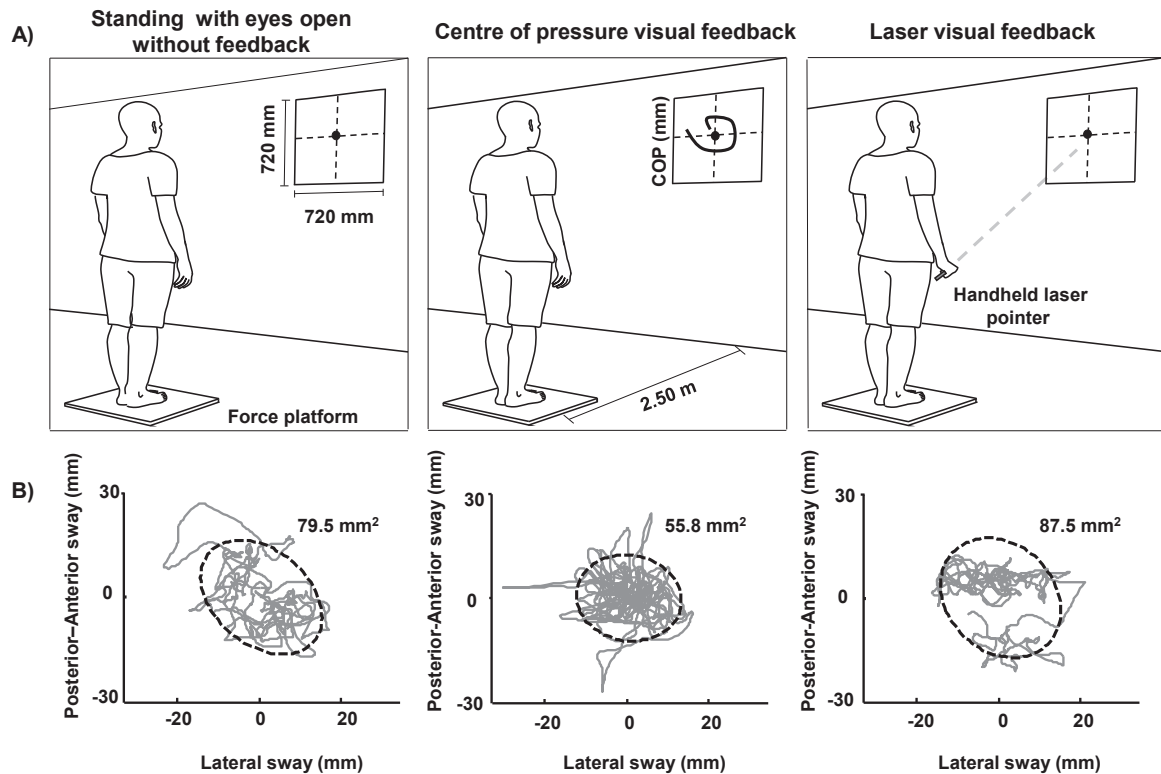 A)
Standing with eyes open
without feedback
Centre of pressure visual feedback
Laser visual feedback
720 mm
720 mm
Force platform
COP (mm)
2.50 m
Handheld laser
pointer
B)
Posterior–Anterior sway (mm)
30
0
-30
79.5 mm²
-20
0
20
Lateral sway (mm)
Posterior-Anterior sway (mm)
30
0
-30
55.8 mm²
-20
0
20
Lateral sway (mm)
Posterior-Anterior sway (mm)
30
0
-30
87.5 mm²
-20
0
20
Lateral sway (mm)